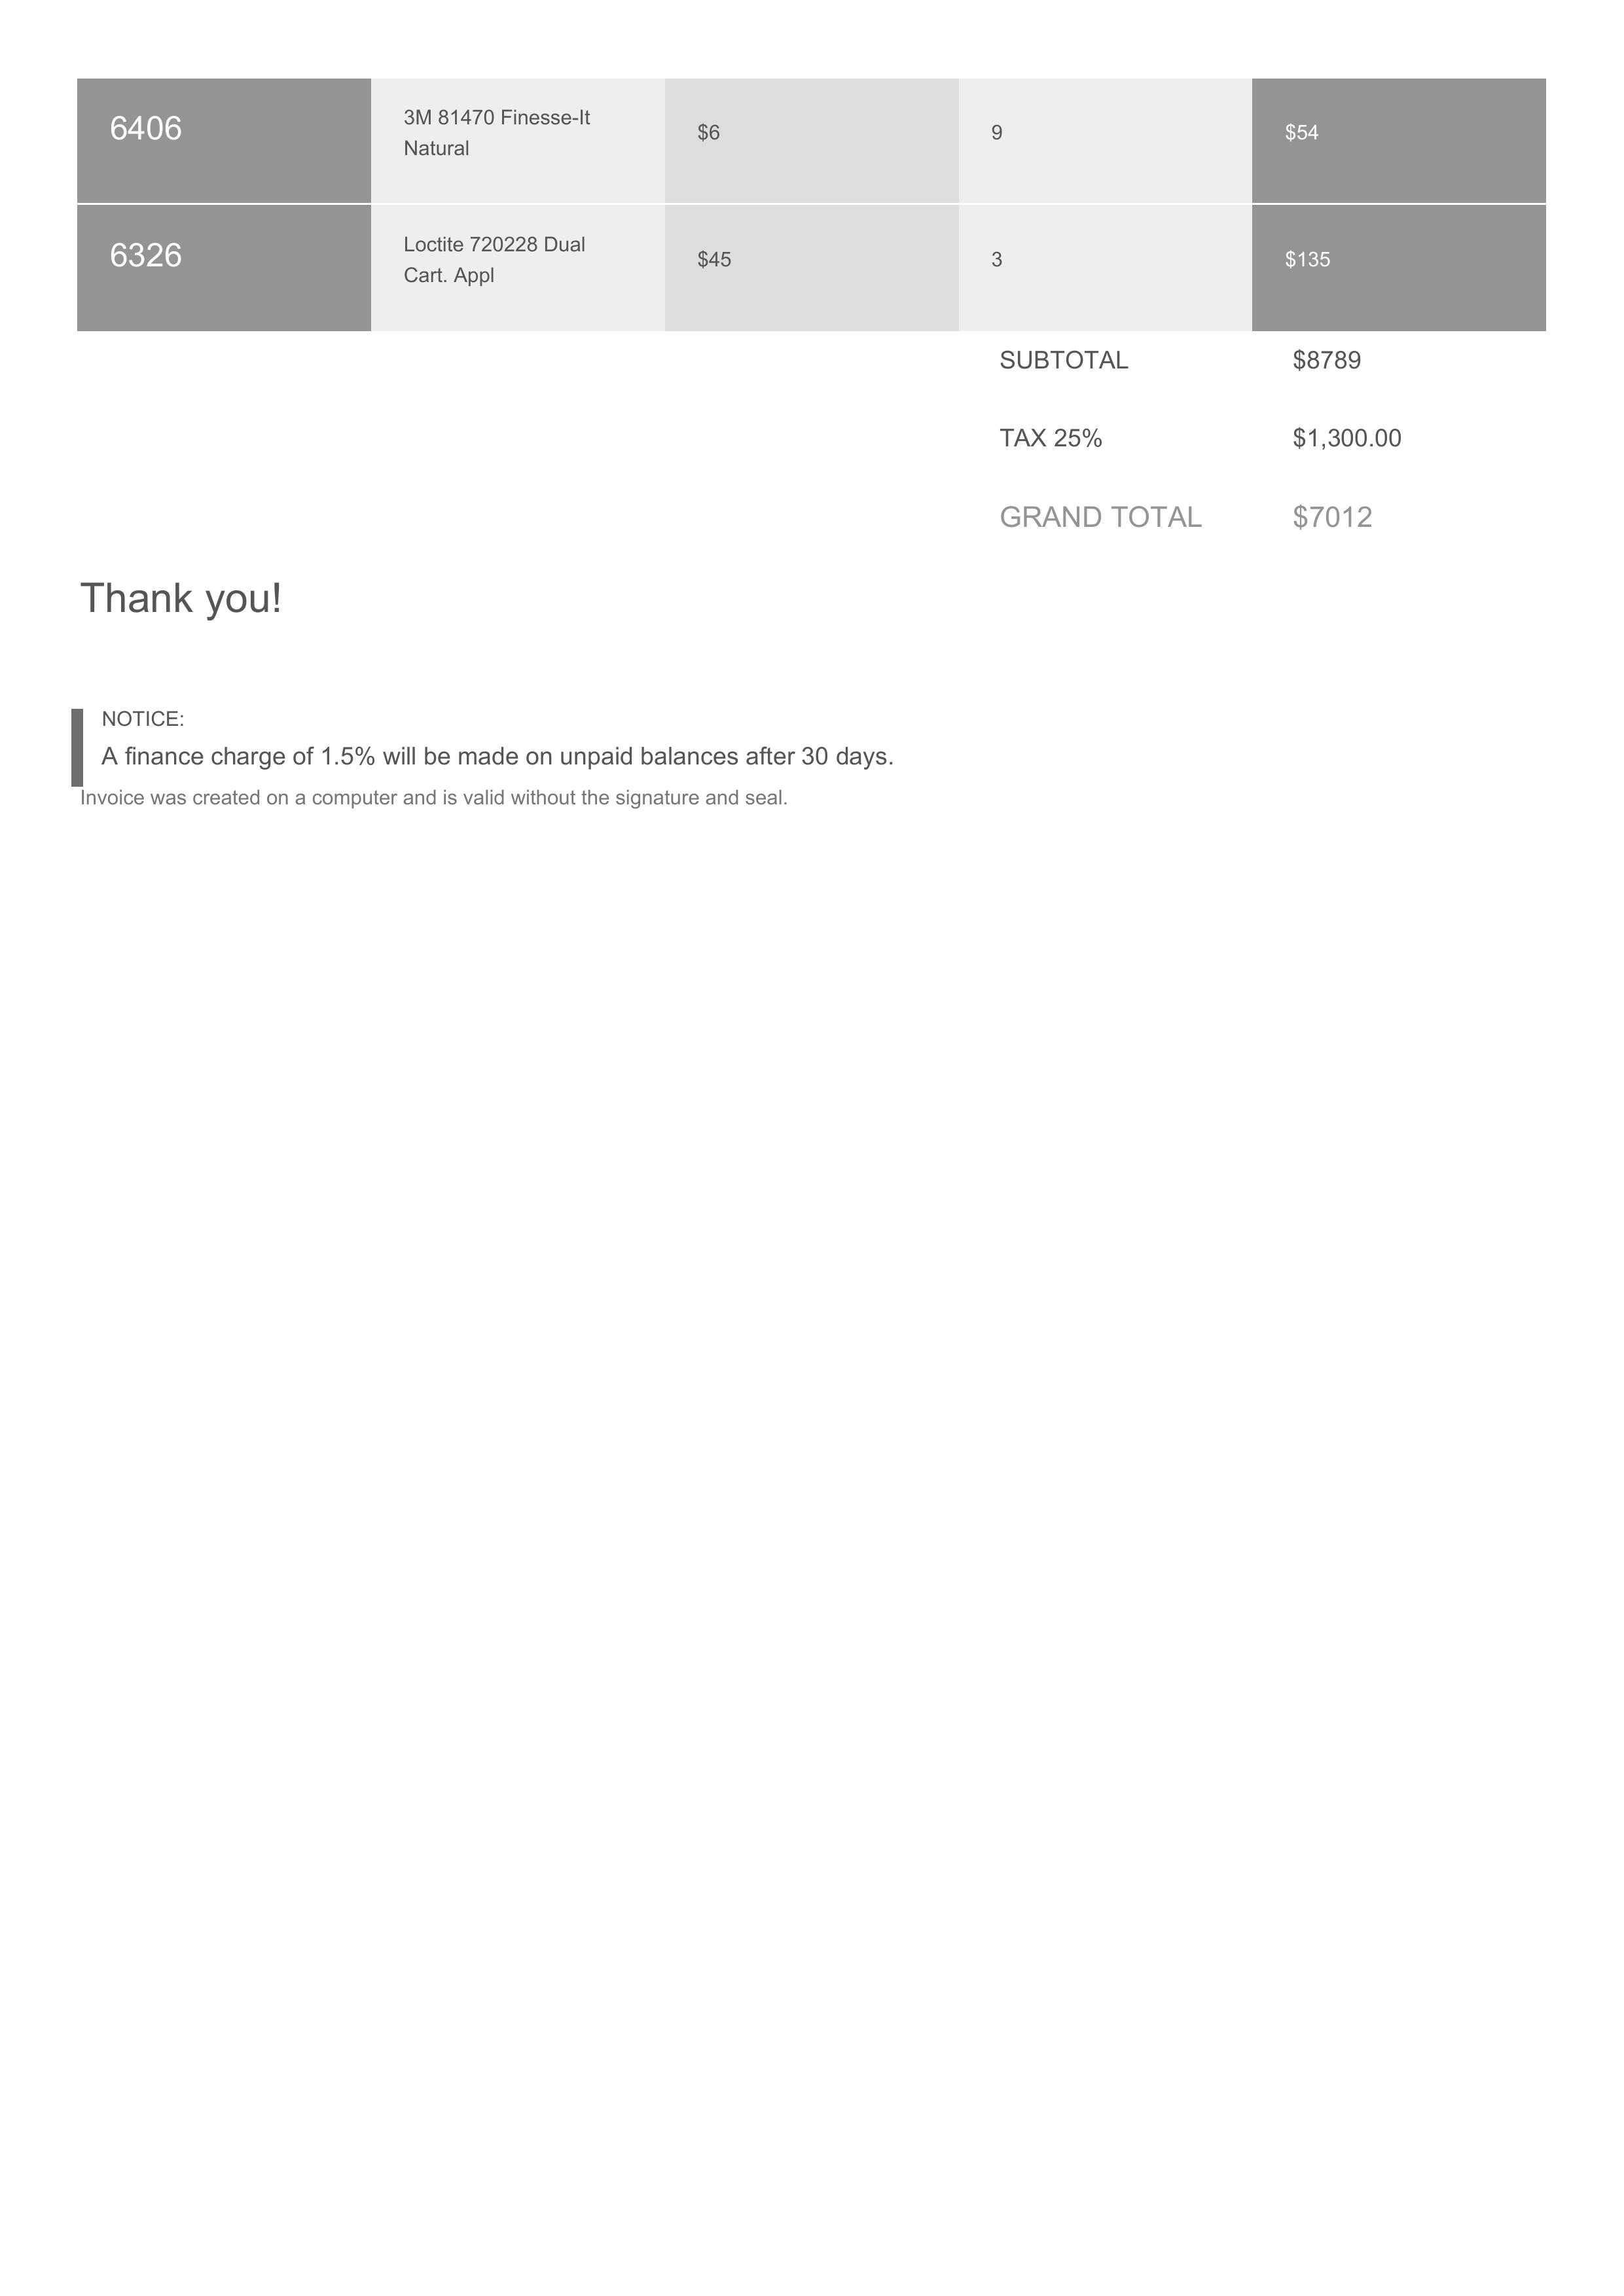 6406 3M 81470 Finesse-It $6 9 $54
Natural
6326 Loctite 720228 Dual $45 3 $135
Cart. Appl
SUBTOTAL $8789
TAX 25% $1,300.00
GRAND TOTAL $7012
Thank you!
NOTICE:
A finance charge of 1.5% will be made on unpaid balances after 30 days.
Invoice was created on a computer and is valid without the signature and seal.